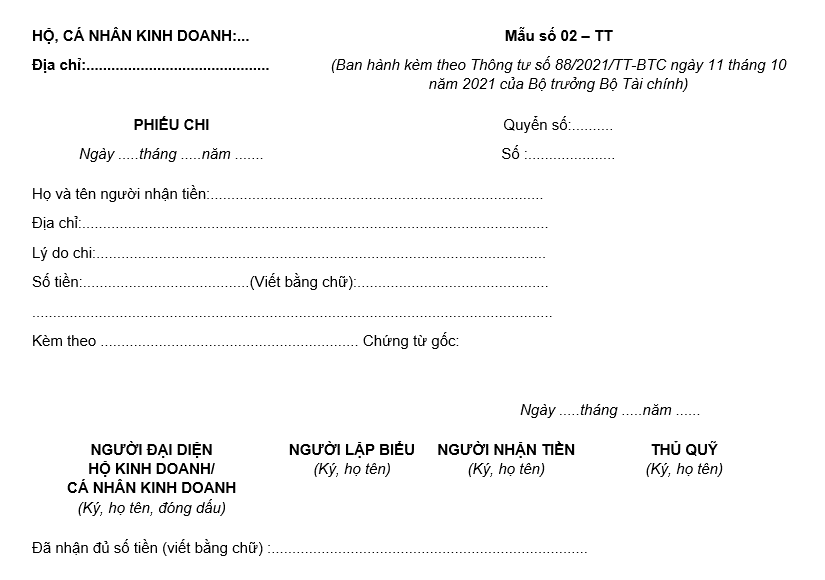 HỘ, CÁ NHÂN KINH DOANH:...
Mẫu số 02 – TT
Địa chỉ:............................................
(Ban hành kèm theo Thông tư số 88/2021/TT-BTC ngày 11 tháng 10
năm 2021 của Bộ trưởng Bộ Tài chính)
PHIẾU CHI
Quyển số:..........
Ngày .....tháng .....năm .......
Số :.....................
Họ và tên người nhận tiền:................................................................................
Địa chỉ:................................................................................................................
Lý do chi:............................................................................................................
Số tiền:........................................(Viết bằng chữ):..............................................
.............................................................................................................................
Kèm theo .............................................................. Chứng từ gốc:
Ngày .....tháng .....năm ......
NGƯỜI ĐẠI DIỆN
HỘ KINH DOANH/
CÁ NHÂN KINH DOANH
(Ký, họ tên, đóng dấu)
NGƯỜI LẬP BIỂU
(Ký, họ tên)
NGƯỜI NHẬN TIỀN
(Ký, họ tên)
THỦ QUỸ
(Ký, họ tên)
Đã nhận đủ số tiền (viết bằng chữ) :............................................................................